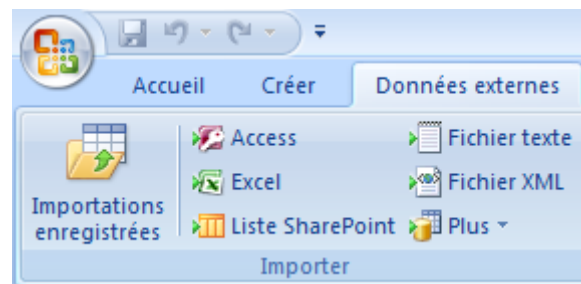 Accueil Créer Données externes
Importations enregistrées
Access
Excel
Liste SharePoint
Fichier texte
Fichier XML
Plus
Importer